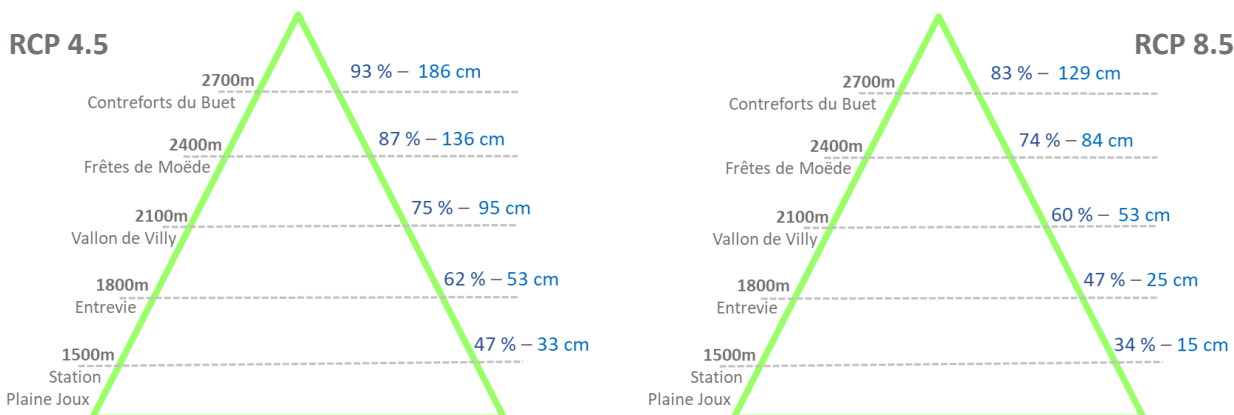 RCP 4.5
93 % – 186 cm
2700m
Contreforts du Buet
87 % – 136 cm
2400m
Frêtes de Moëde
75 % – 95 cm
2100m
Vallon de Villy
62 % – 53 cm
1800m
Entrevie
47 % – 33 cm
1500m
Station
Plaine Joux
RCP 8.5
83 % – 129 cm
2700m
Contreforts du Buet
74 % – 84 cm
2400m
Frêtes de Moëde
60 % – 53 cm
2100m
Vallon de Villy
47 % – 25 cm
1800m
Entrevie
34 % – 15 cm
1500m
Station
Plaine Joux